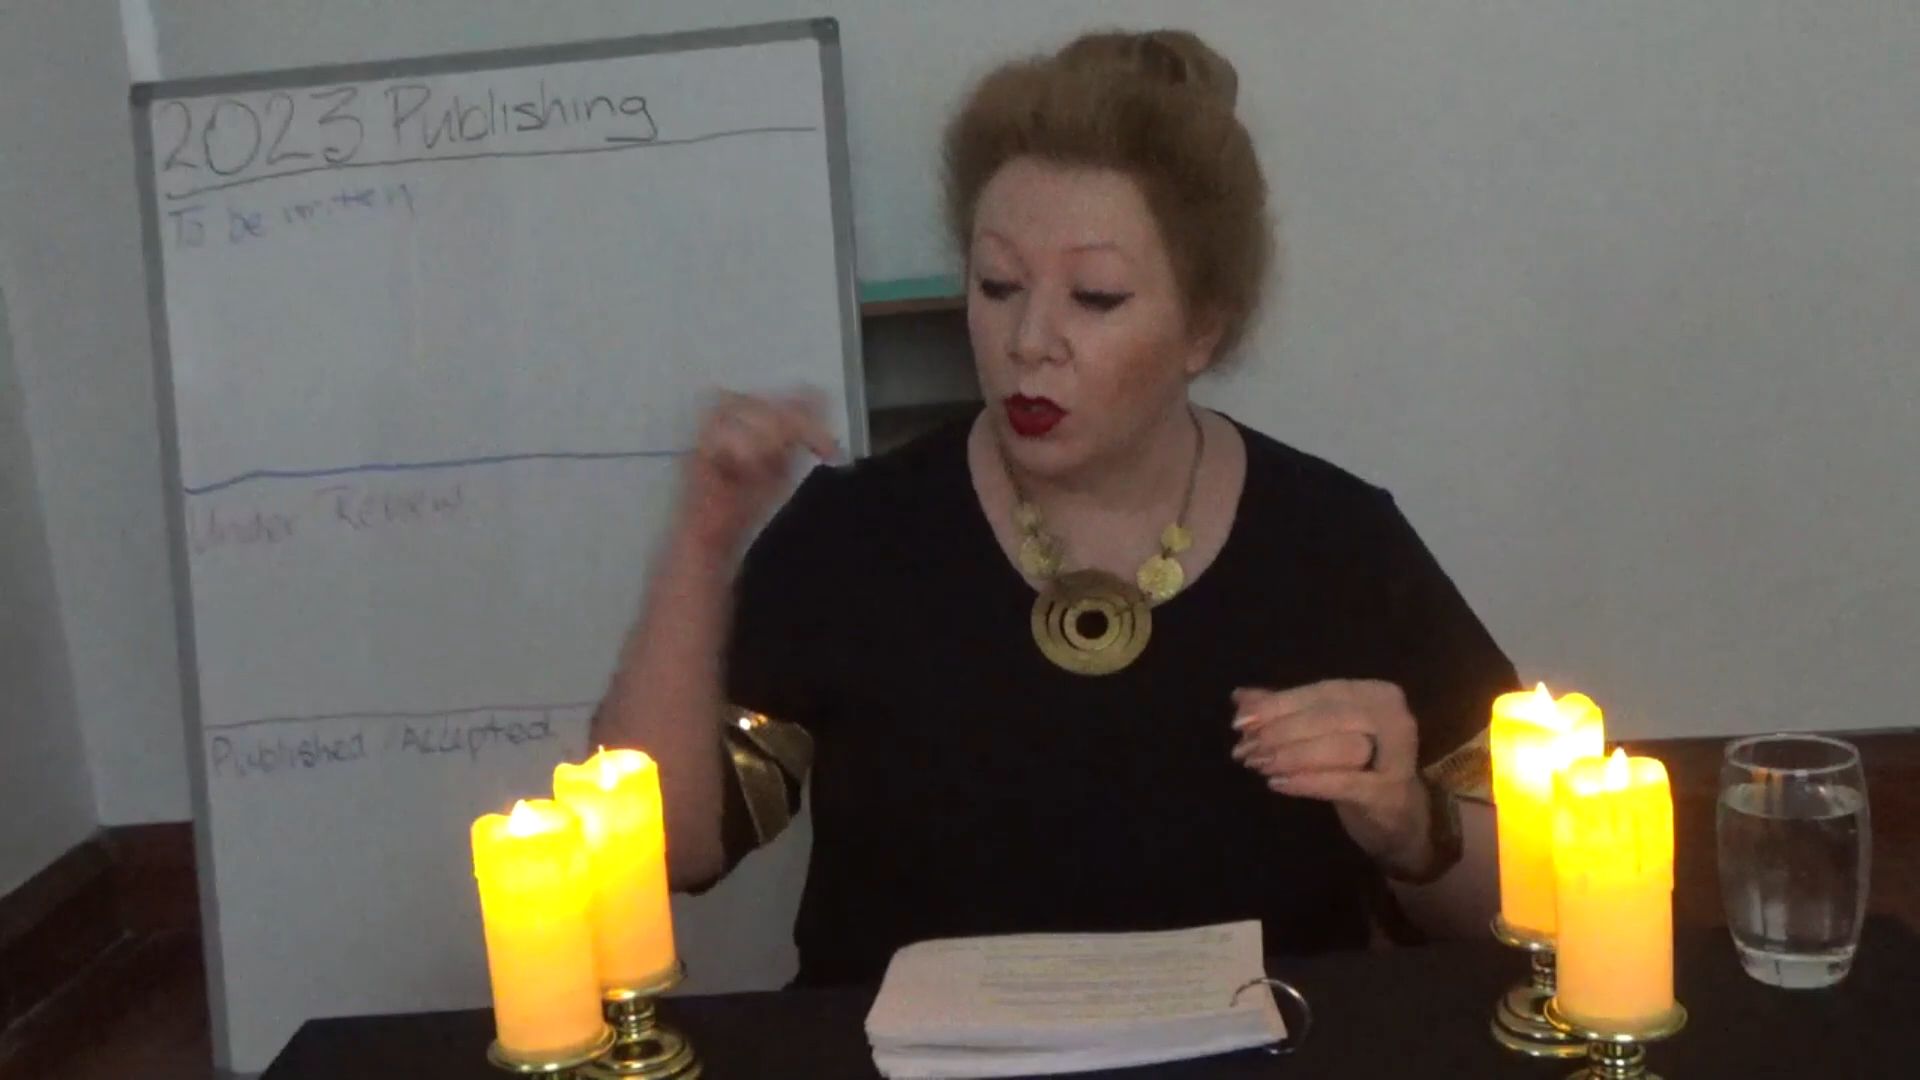 2023 Publishing
To be written
Under Review
Published Accepted